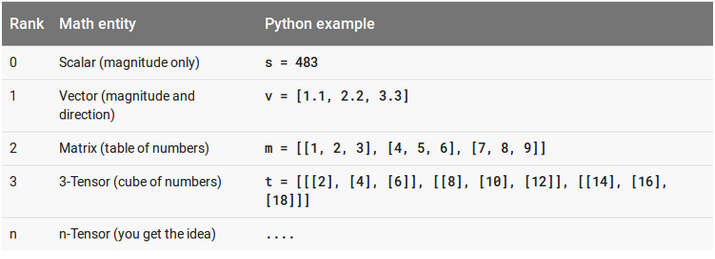 Rank Math entity Python example
0 Scalar (magnitude only) s = 483
1 Vector (magnitude and v = [1.1, 2.2, 3.3]
direction)
2 Matrix (table of numbers) m = [[1, 2, 3], [4, 5, 6], [7, 8, 9]]
3 3-Tensor (cube of numbers) t = [[[2], [4], [6]], [[8], [10], [12]], [[14], [16],
[18]]]
n n-Tensor (you get the idea) ....